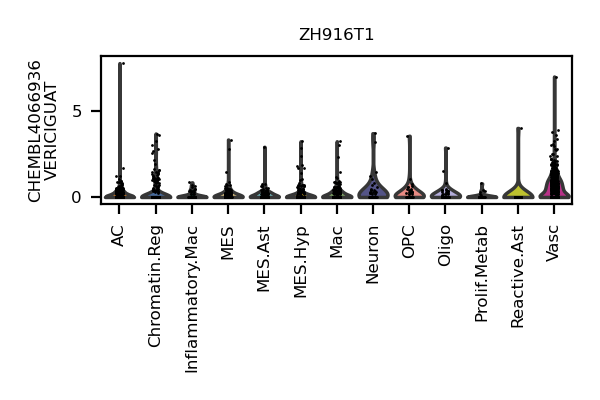 ZH916T1
CHEMBL4066936
VERICIGUAT
5
0
AC
Chromatin.Reg
Inflammatory.Mac
MES
MES.Ast
MES.Hyp
Mac
Neuron
OPC
Oligo
Prolif.Metab
Reactive.Ast
Vasc